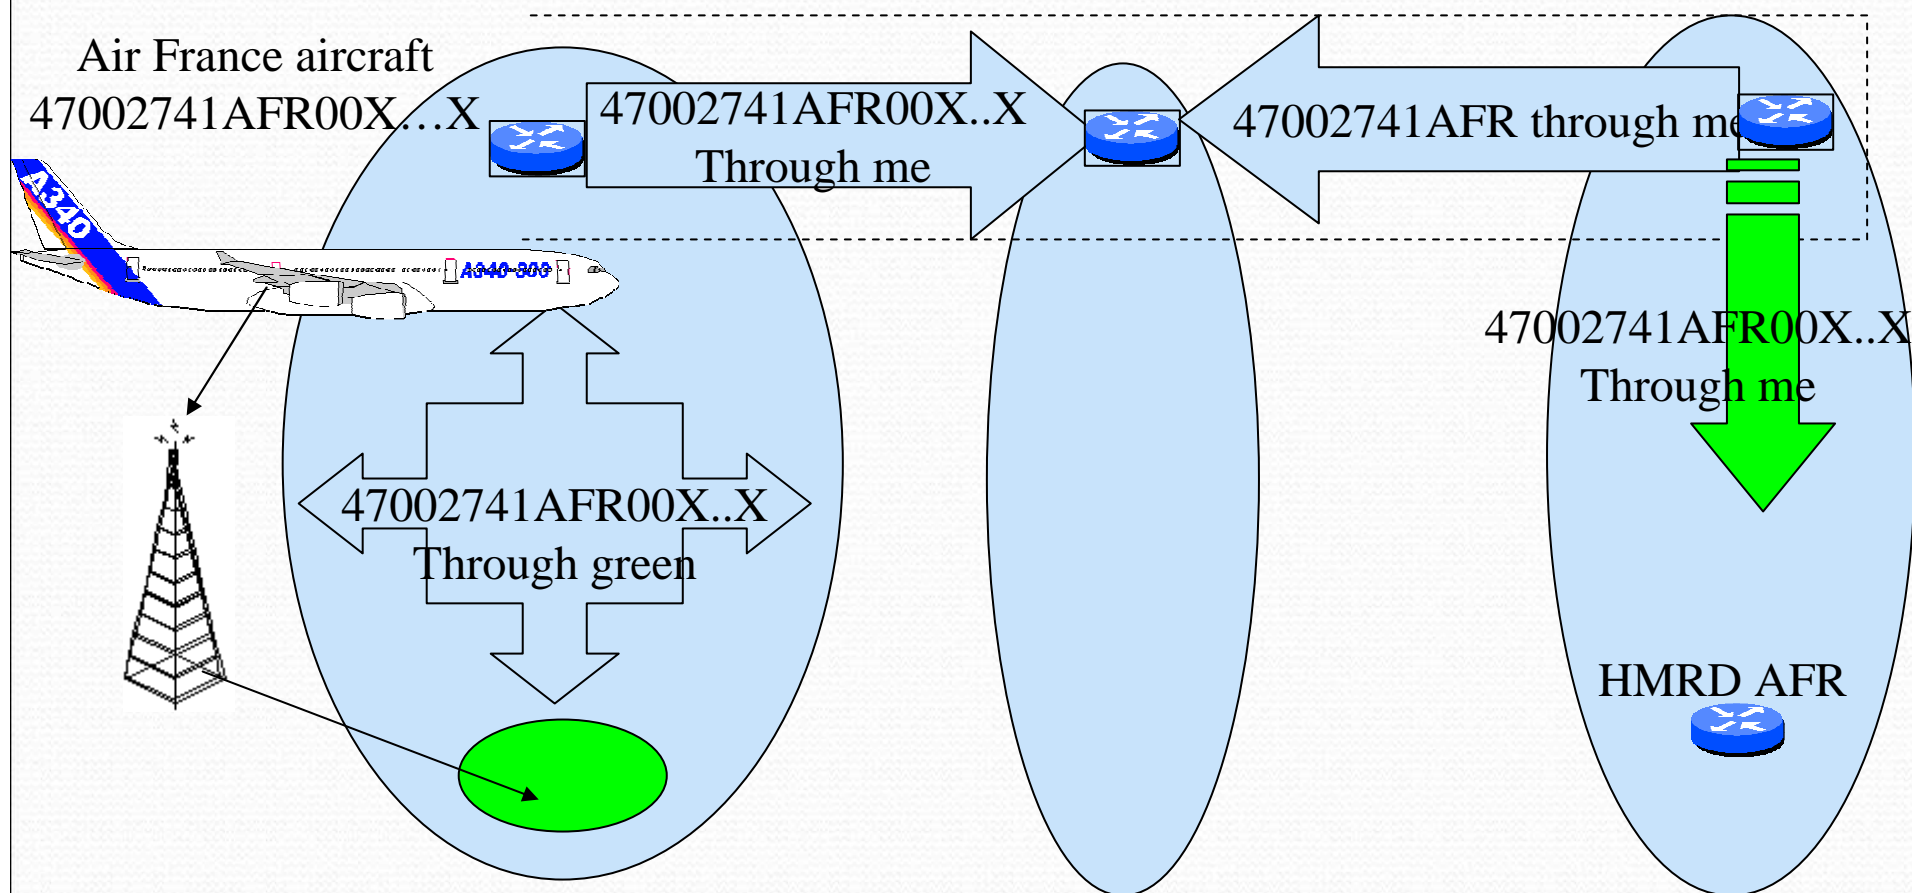 Air France aircraft
47002741AFR00X…X
47002741AFR00X..X
Through me
47002741AFR through me
A340
A340-300
47002741AFR00X..X
Through me
47002741AFR00X..X
Through green
HMRD AFR